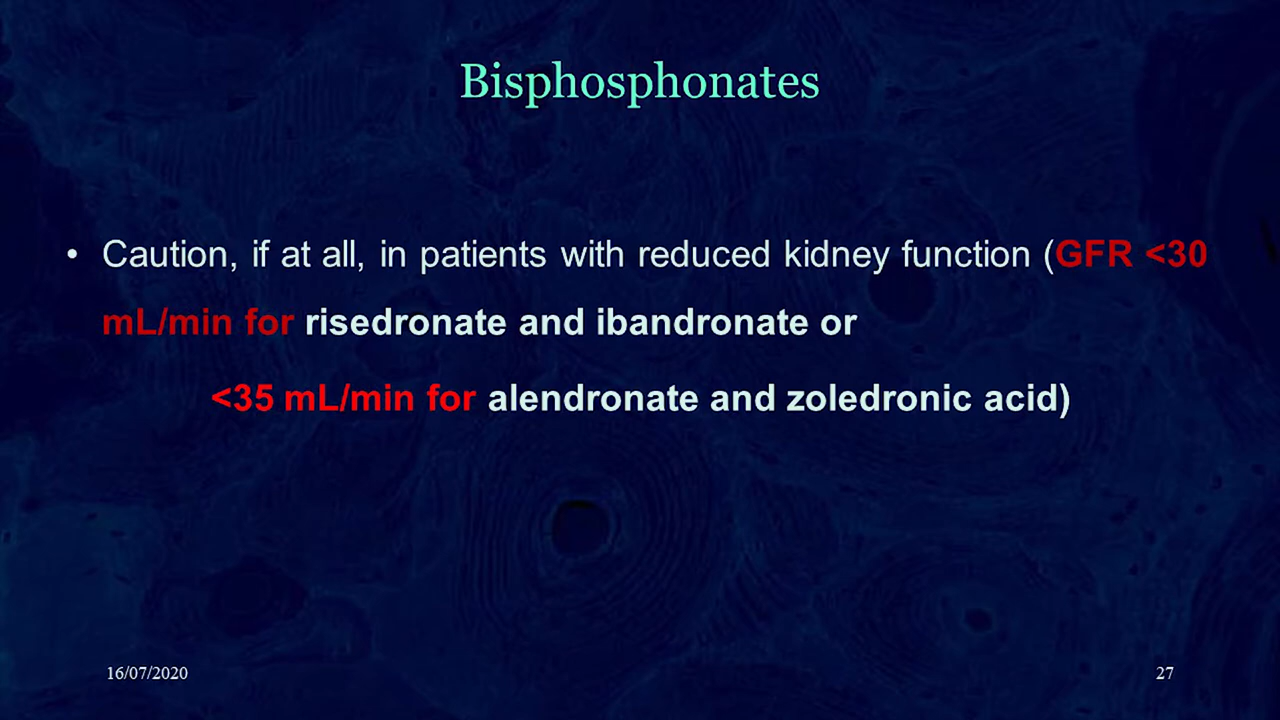 Bisphosphonates
• Caution, if at all, in patients with reduced kidney function (GFR <30
mL/min for risedronate and ibandronate or
<35 mL/min for alendronate and zoledronic acid)
16/07/2020
27